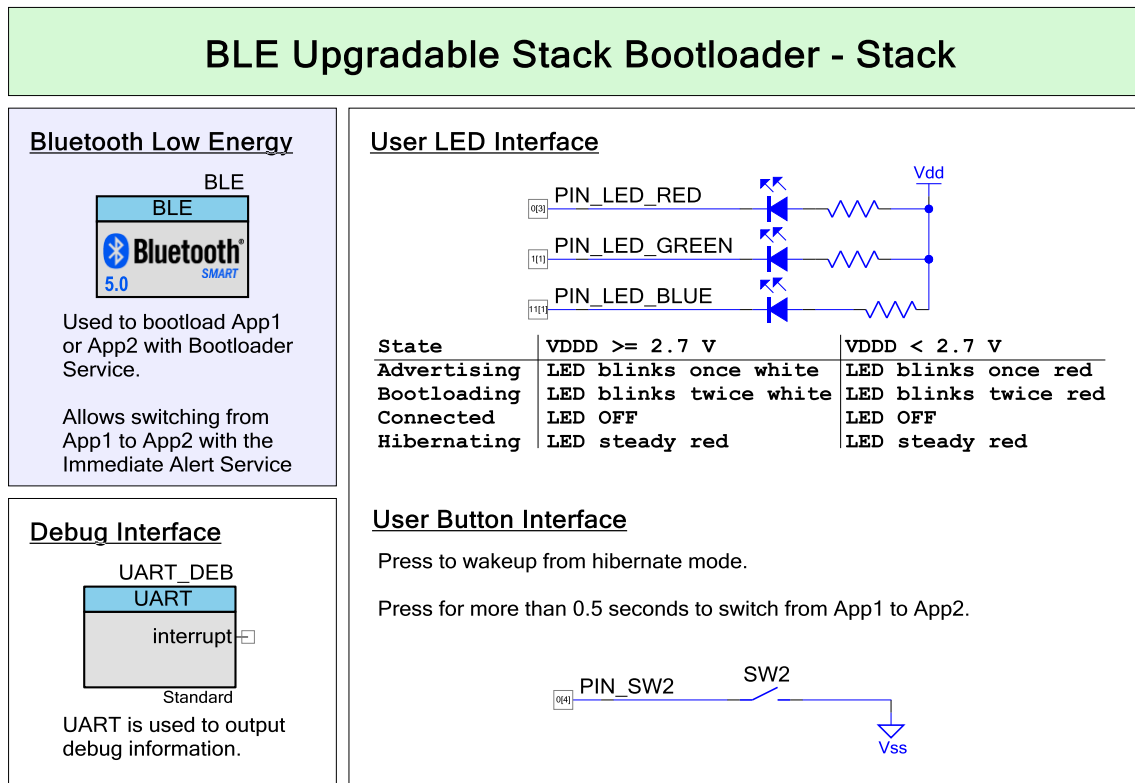 BLE Upgradable Stack Bootloader - Stack
Bluetooth Low Energy
BLE
BLE
Bluetooth®
SMART
5.0
Used to bootload App1
or App2 with Bootloader
Service.
Allows switching from
App1 to App2 with the
Immediate Alert Service
Debug Interface
UART_DEB
UART
interrupt
Standard
UART is used to output
debug information.
User LED Interface
Vdd
0[3] PIN_LED_RED
1[1] PIN_LED_GREEN
11[1] PIN_LED_BLUE
State VDDD >= 2.7 V VDDD < 2.7 V
Advertising LED blinks once white LED blinks once red
Bootloading LED blinks twice white LED blinks twice red
Connected LED OFF LED OFF
Hibernating LED steady red LED steady red
User Button Interface
Press to wakeup from hibernate mode.
Press for more than 0.5 seconds to switch from App1 to App2.
0[4] PIN_SW2 SW2
Vss